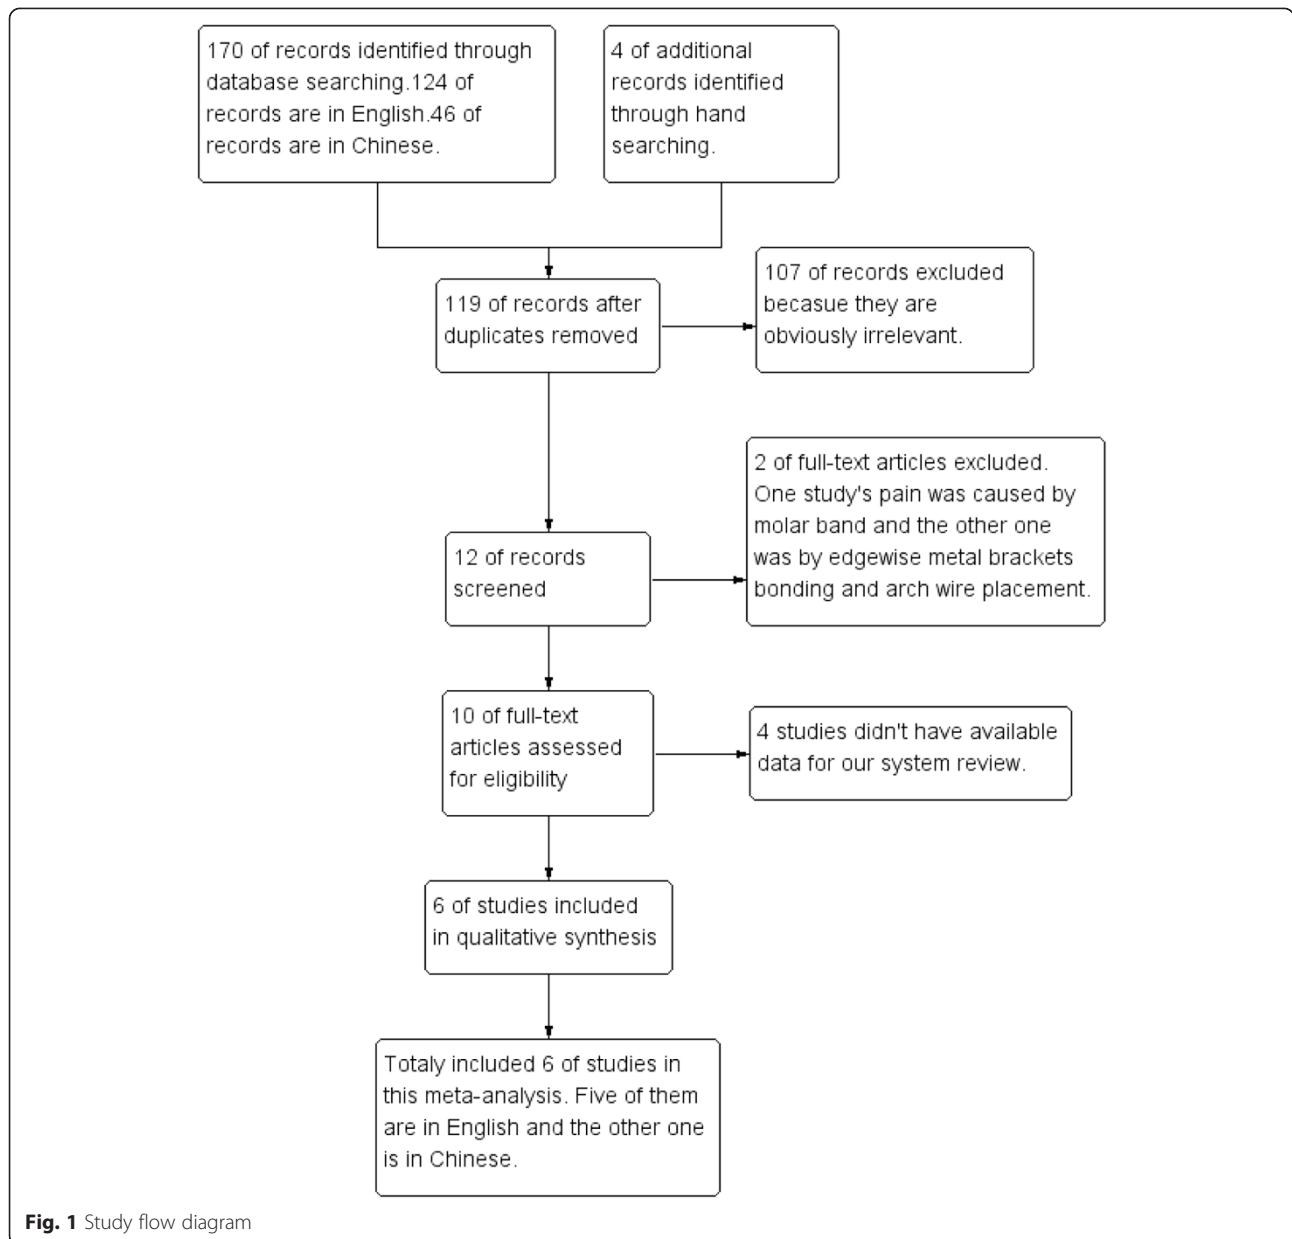 170 of records identified through
database searching.124 of
records are in English.46 of
records are in Chinese.
4 of additional
records identified
through hand
searching.
119 of records after
duplicates removed
107 of records excluded
becasue they are
obviously irrelevant.
12 of records
screened
2 of full-text articles excluded.
One study's pain was caused by
molar band and the other one
was by edgewise metal brackets
bonding and arch wire placement.
10 of full-text
articles assessed
for eligibility
4 studies didn't have available
data for our system review.
6 of studies included
in qualitative synthesis
Totaly included 6 of studies in
this meta-analysis. Five of them
are in English and the other one
is in Chinese.
Fig. 1 Study flow diagram